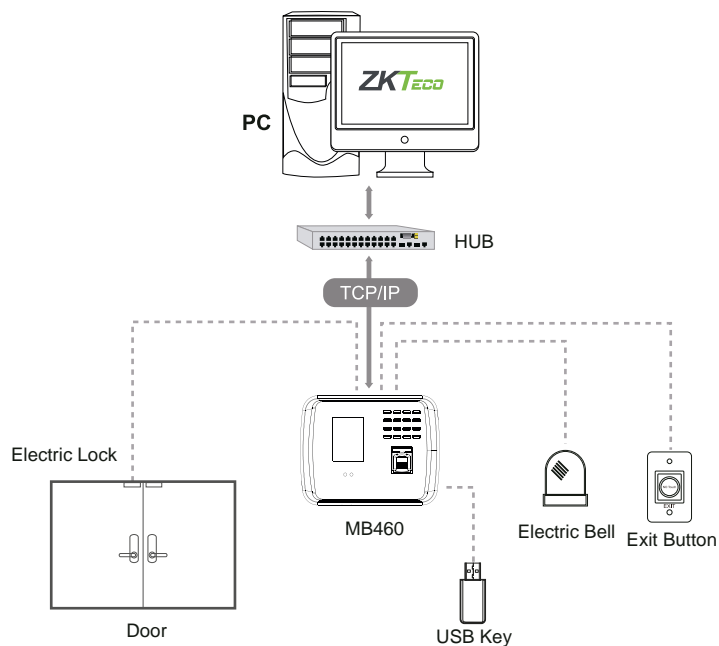 ZKTECO
PC
HUB
TCP/IP
Electric Lock
MB460
Electric Bell
Exit Button
EXIT
Door
USB Key